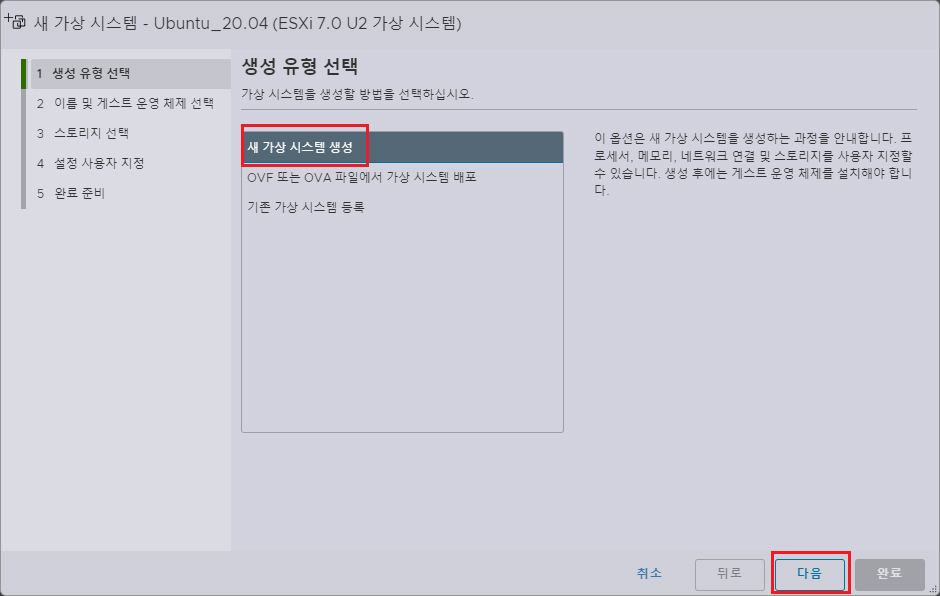 새 가상 시스템 - Ubuntu_20.04 (ESXi 7.0 U2 가상 시스템)
1 생성 유형 선택
2 이름 및 게스트 운영 체제 선택
3 스토리지 선택
4 설정 사용자 지정
5 완료 준비
생성 유형 선택
가상 시스템을 생성할 방법을 선택하십시오.
새 가상 시스템 생성
OVF 또는 OVA 파일에서 가상 시스템 배포
기존 가상 시스템 등록
이 옵션은 새 가상 시스템을 생성하는 과정을 안내합니다. 프
로세서, 메모리, 네트워크 연결 및 스토리지를 사용자 지정할
수 있습니다. 생성 후에는 게스트 운영 체제를 설치해야 합니
다.
취소
뒤로
다음
완료